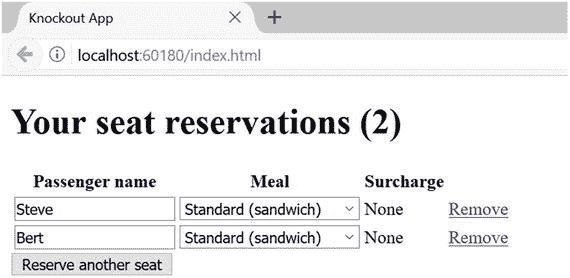 Knockout App
localhost:60180/index.html
Your seat reservations (2)
Passenger name Meal Surcharge
Steve Standard (sandwich) None Remove
Bert Standard (sandwich) None Remove
Reserve another seat